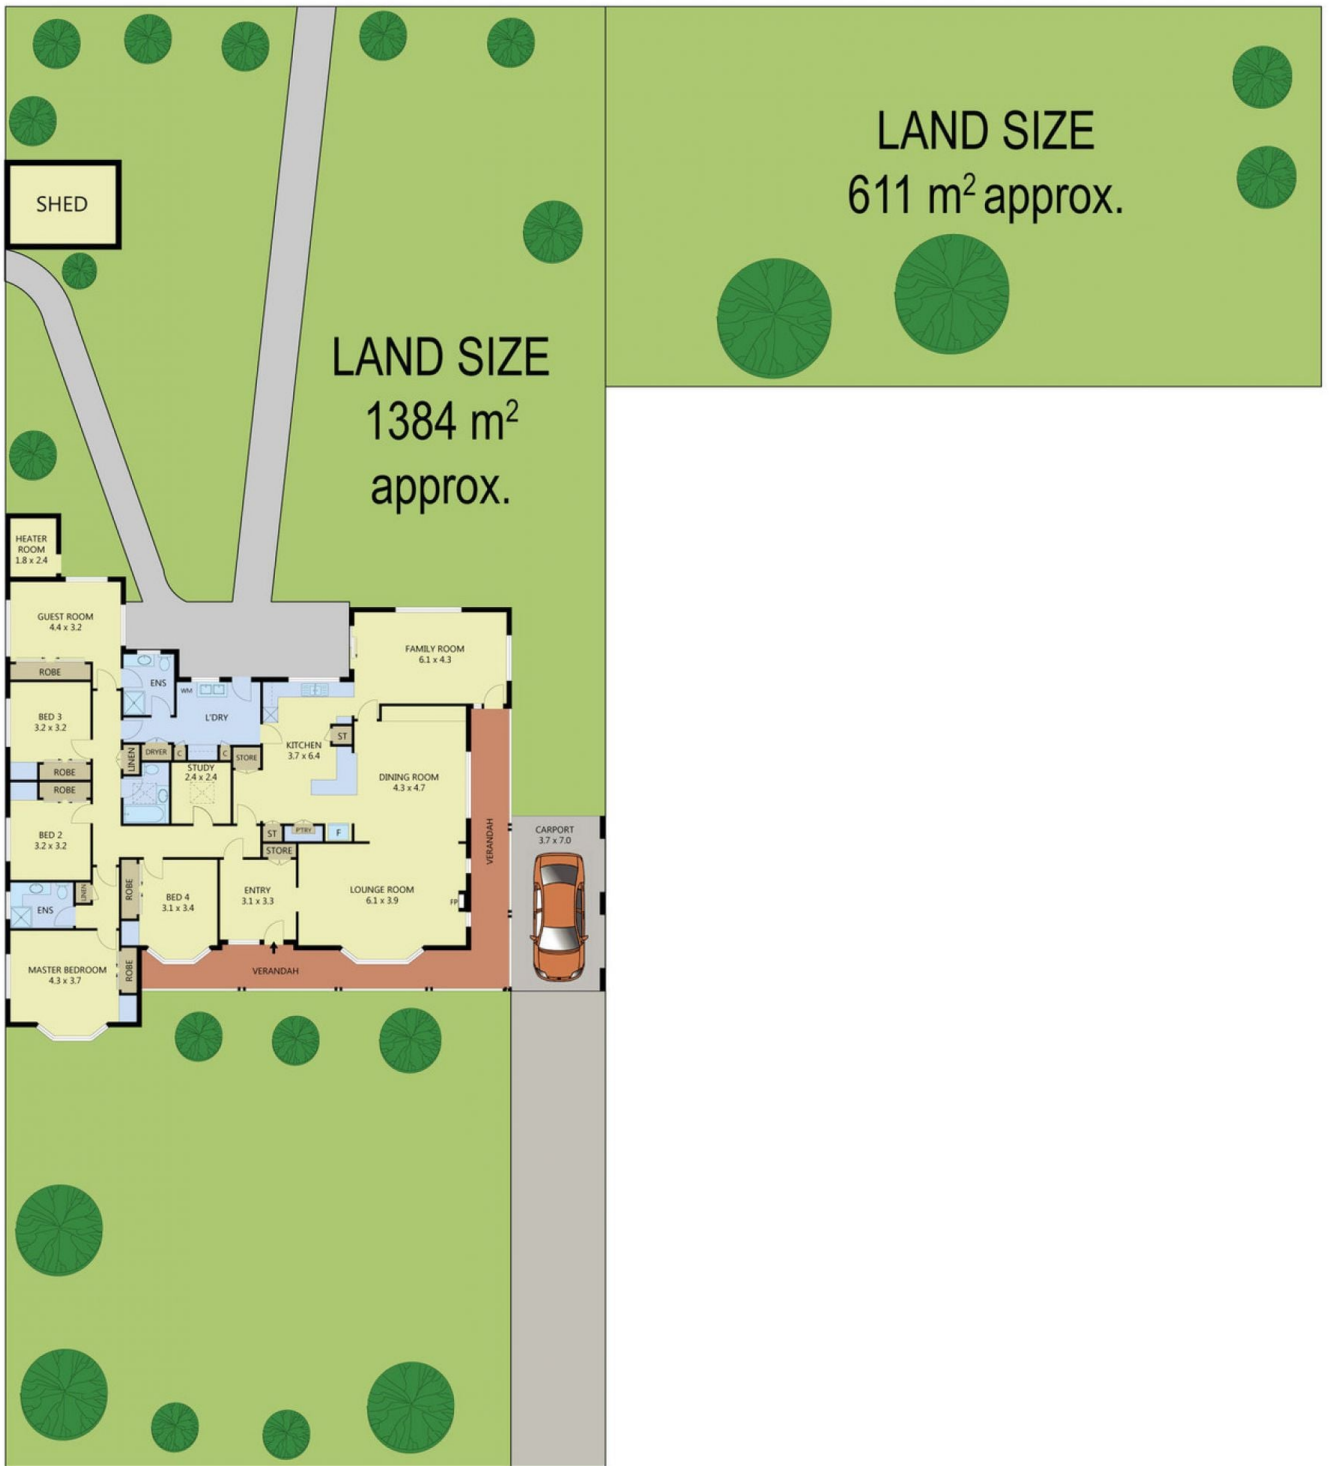 LAND SIZE
611 m² approx.
SHED
LAND SIZE
1384 m²
approx.
HEATER
ROOM
1.8 x 2.4
GUEST ROOM
4.4 x 3.2
ROBE
FAMILY ROOM
6.1 x 4.3
ENS
WM
L'DRY
BED 3
3.2 x 3.2
ROBE
LINEN
DRYER
C
C
STORE
KITCHEN
3.7 x 6.4
ST
STUDY
2.4 x 2.4
DINING ROOM
4.3 x 4.7
ROBE
BED 2
3.2 x 3.2
ST
PTRY
F
STORE
VERANDAH
CARPORT
3.7 x 7.0
ENS
LINEN
ROBE
BED 4
3.1 x 3.4
ENTRY
3.1 x 3.3
LOUNGE ROOM
6.1 x 3.9
FP
MASTER BEDROOM
4.3 x 3.7
ROBE
VERANDAH